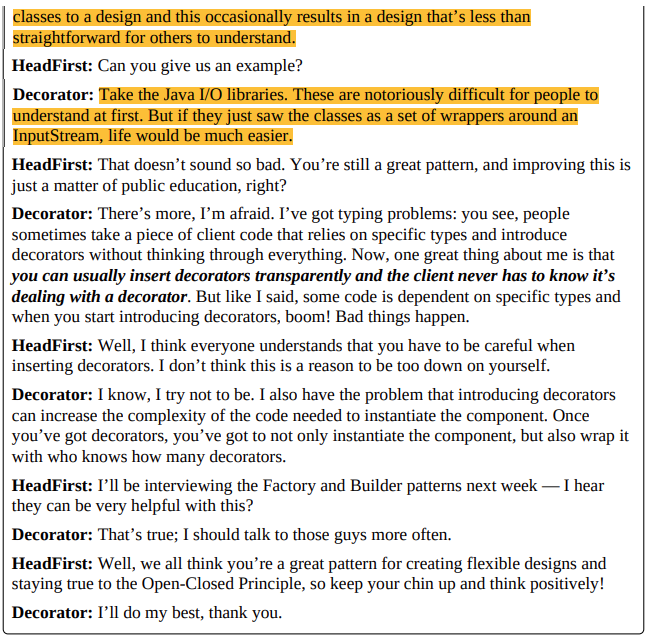 classes to a design and this occasionally results in a design that’s less than
straightforward for others to understand.
HeadFirst: Can you give us an example?
Decorator: Take the Java I/O libraries. These are notoriously difficult for people to
understand at first. But if they just saw the classes as a set of wrappers around an
InputStream, life would be much easier.
HeadFirst: That doesn’t sound so bad. You’re still a great pattern, and improving this is
just a matter of public education, right?
Decorator: There’s more, I’m afraid. I’ve got typing problems: you see, people
sometimes take a piece of client code that relies on specific types and introduce
decorators without thinking through everything. Now, one great thing about me is that
you can usually insert decorators transparently and the client never has to know it’s
dealing with a decorator. But like I said, some code is dependent on specific types and
when you start introducing decorators, boom! Bad things happen.
HeadFirst: Well, I think everyone understands that you have to be careful when
inserting decorators. I don’t think this is a reason to be too down on yourself.
Decorator: I know, I try not to be. I also have the problem that introducing decorators
can increase the complexity of the code needed to instantiate the component. Once
you’ve got decorators, you’ve got to not only instantiate the component, but also wrap it
with who knows how many decorators.
HeadFirst: I’ll be interviewing the Factory and Builder patterns next week — I hear
they can be very helpful with this?
Decorator: That’s true; I should talk to those guys more often.
HeadFirst: Well, we all think you’re a great pattern for creating flexible designs and
staying true to the Open-Closed Principle, so keep your chin up and think positively!
Decorator: I’ll do my best, thank you.